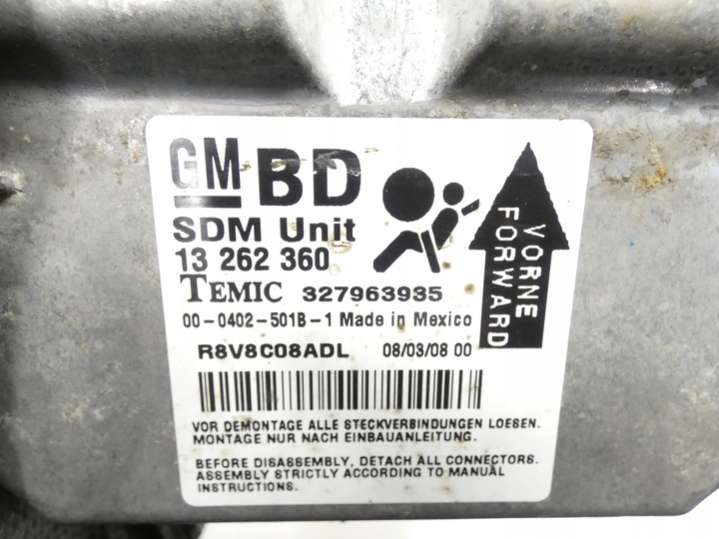 GM BD
SDM Unit
13 262 360
TEMIC 327963935
00-0402-501B-1 Made in Mexico
R8V8C08ADL 08/03/08 00
VORNE
FORWARD
VOR DEMONTAGE ALLE STECKVERBINDUNGEN LOESEN.
MONTAGE NUR NACH EINBAUANLEITUNG.
BEFORE DISASSEMBLY, DETACH ALL CONNECTORS.
ASSEMBLY STRICTLY ACCORDING TO MANUAL
INSTRUCTIONS.